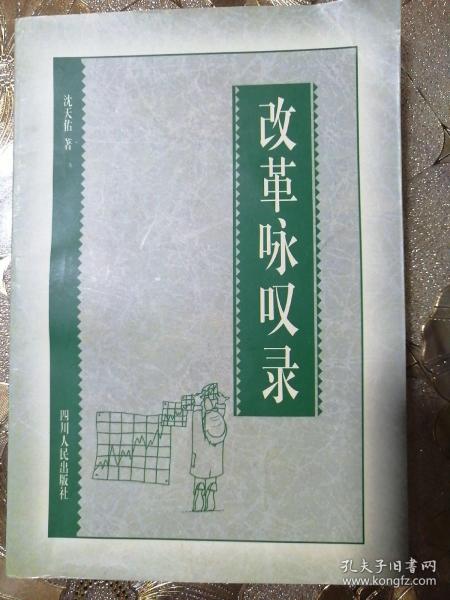 改革咏叹录
沈天佑 著
四川人民出版社
孔夫子旧书网
www.kongfz.com